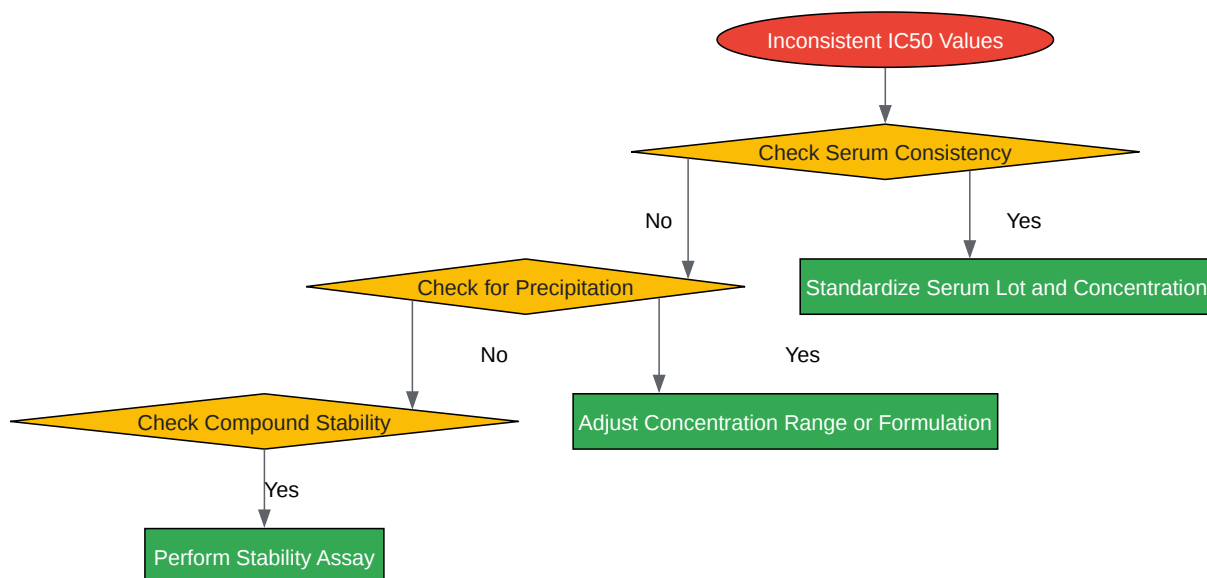 Inconsistent IC50 Values
Check Serum Consistency
No
Yes
Check for Precipitation
Standardize Serum Lot and Concentration
No
Yes
Check Compound Stability
Adjust Concentration Range or Formulation
Yes
Perform Stability Assay